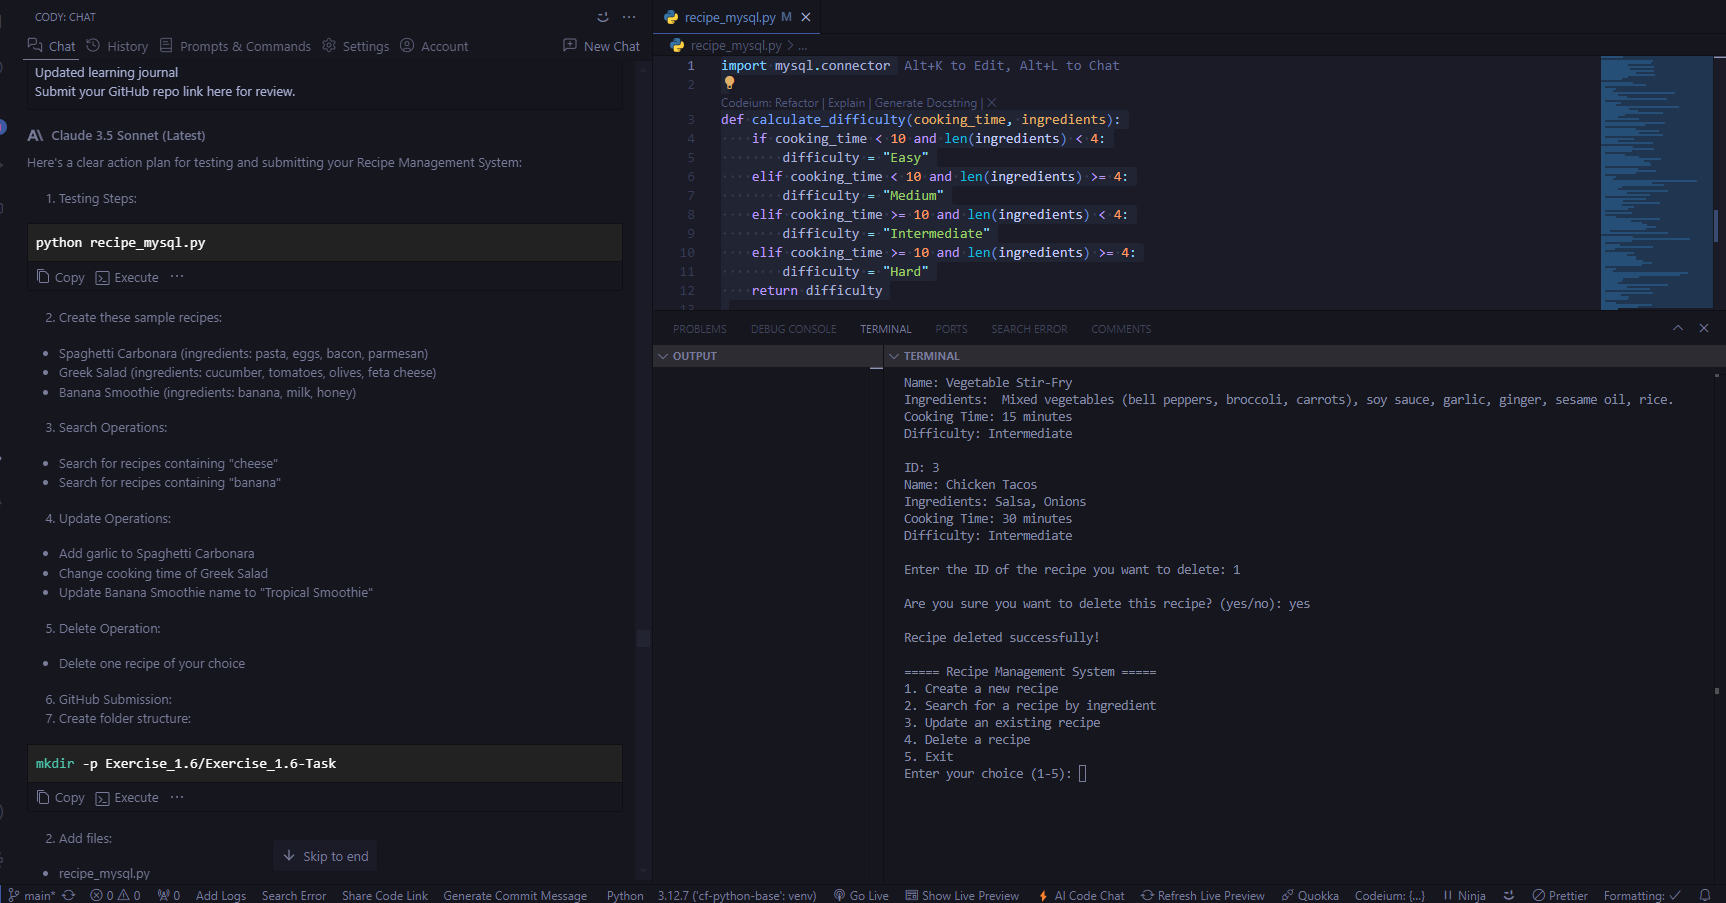 CODY: CHAT
Chat History Prompts & Commands Settings Account New Chat
Updated learning journal
Submit your GitHub repo link here for review.
Claude 3.5 Sonnet (Latest)
Here's a clear action plan for testing and submitting your Recipe Management System:
1. Testing Steps:
python recipe_mysql.py
Copy Execute ...
2. Create these sample recipes:
• Spaghetti Carbonara (ingredients: pasta, eggs, bacon, parmesan)
• Greek Salad (ingredients: cucumber, tomatoes, olives, feta cheese)
• Banana Smoothie (ingredients: banana, milk, honey)
3. Search Operations:
• Search for recipes containing "cheese"
• Search for recipes containing "banana"
4. Update Operations:
• Add garlic to Spaghetti Carbonara
• Change cooking time of Greek Salad
• Update Banana Smoothie name to "Tropical Smoothie"
5. Delete Operation:
• Delete one recipe of your choice
6. GitHub Submission:
7. Create folder structure:
mkdir -p Exercise_1.6/Exercise_1.6-Task
Copy Execute ...
2. Add files:
Skip to end
• recipe_mysql.py
recipe_mysql.py M
recipe_mysql.py > ...
1 import mysql.connector Alt+K to Edit, Alt+L to Chat
2
Codeium: Refactor | Explain | Generate Docstring | X
3 def calculate_difficulty(cooking_time, ingredients):
4 if cooking_time < 10 and len(ingredients) < 4:
5 difficulty = "Easy"
6 elif cooking_time < 10 and len(ingredients) >= 4:
7 difficulty = "Medium"
8 elif cooking_time >= 10 and len(ingredients) < 4:
9 difficulty = "Intermediate"
10 elif cooking_time >= 10 and len(ingredients) >= 4:
11 difficulty = "Hard"
12 return difficulty
13
PROBLEMS DEBUG CONSOLE TERMINAL PORTS SEARCH ERROR COMMENTS
OUTPUT
TERMINAL
Name: Vegetable Stir-Fry
Ingredients: Mixed vegetables (bell peppers, broccoli, carrots), soy sauce, garlic, ginger, sesame oil, rice.
Cooking Time: 15 minutes
Difficulty: Intermediate
ID: 3
Name: Chicken Tacos
Ingredients: Salsa, Onions
Cooking Time: 30 minutes
Difficulty: Intermediate
Enter the ID of the recipe you want to delete: 1
Are you sure you want to delete this recipe? (yes/no): yes
Recipe deleted successfully!
===== Recipe Management System =====
1. Create a new recipe
2. Search for a recipe by ingredient
3. Update an existing recipe
4. Delete a recipe
5. Exit
Enter your choice (1-5):
main* 0 0 0 Add Logs Search Error Share Code Link Generate Commit Message Python 3.12.7 ('cf-python-base': venv) Go Live Show Live Preview AI Code Chat Refresh Live Preview Quokka Codeium: {...} Ninja Prettier Formatting: ✓